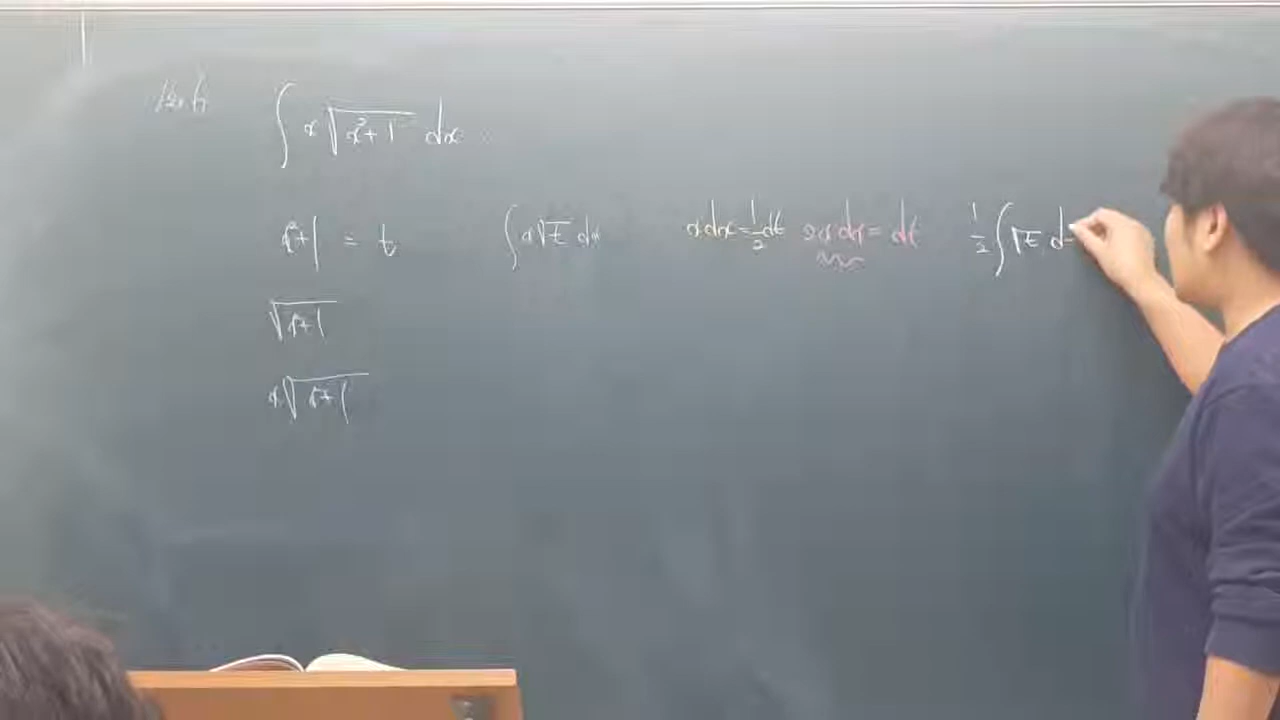 ∫ x√(x²+1) dx
x²+1 = t ∫ x√t dx x dx = 1/2 dt 2x dx = dt 1/2 ∫ √t d
√(x²+1)
x√(x²+1)